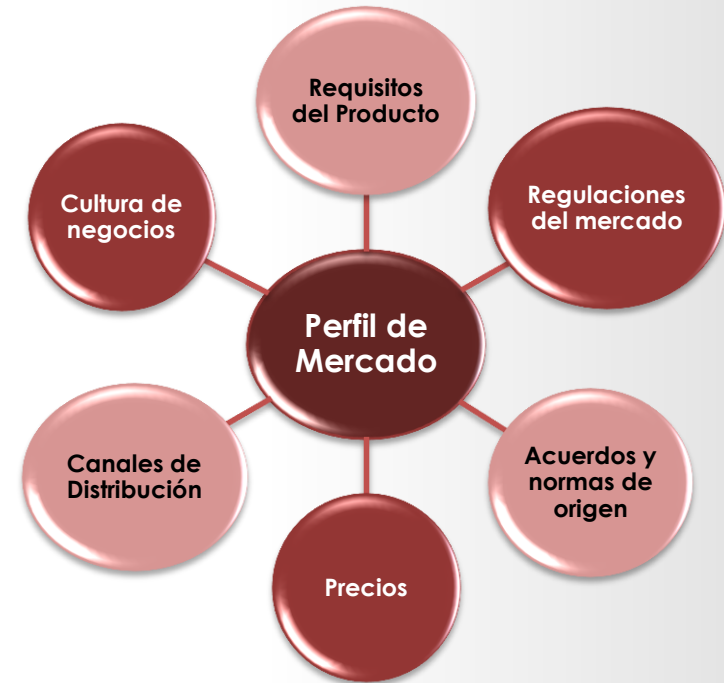 Requisitos
del Producto
Cultura de
negocios
Regulaciones
del mercado
Perfil de
Mercado
Canales de
Distribución
Acuerdos y
normas de
origen
Precios